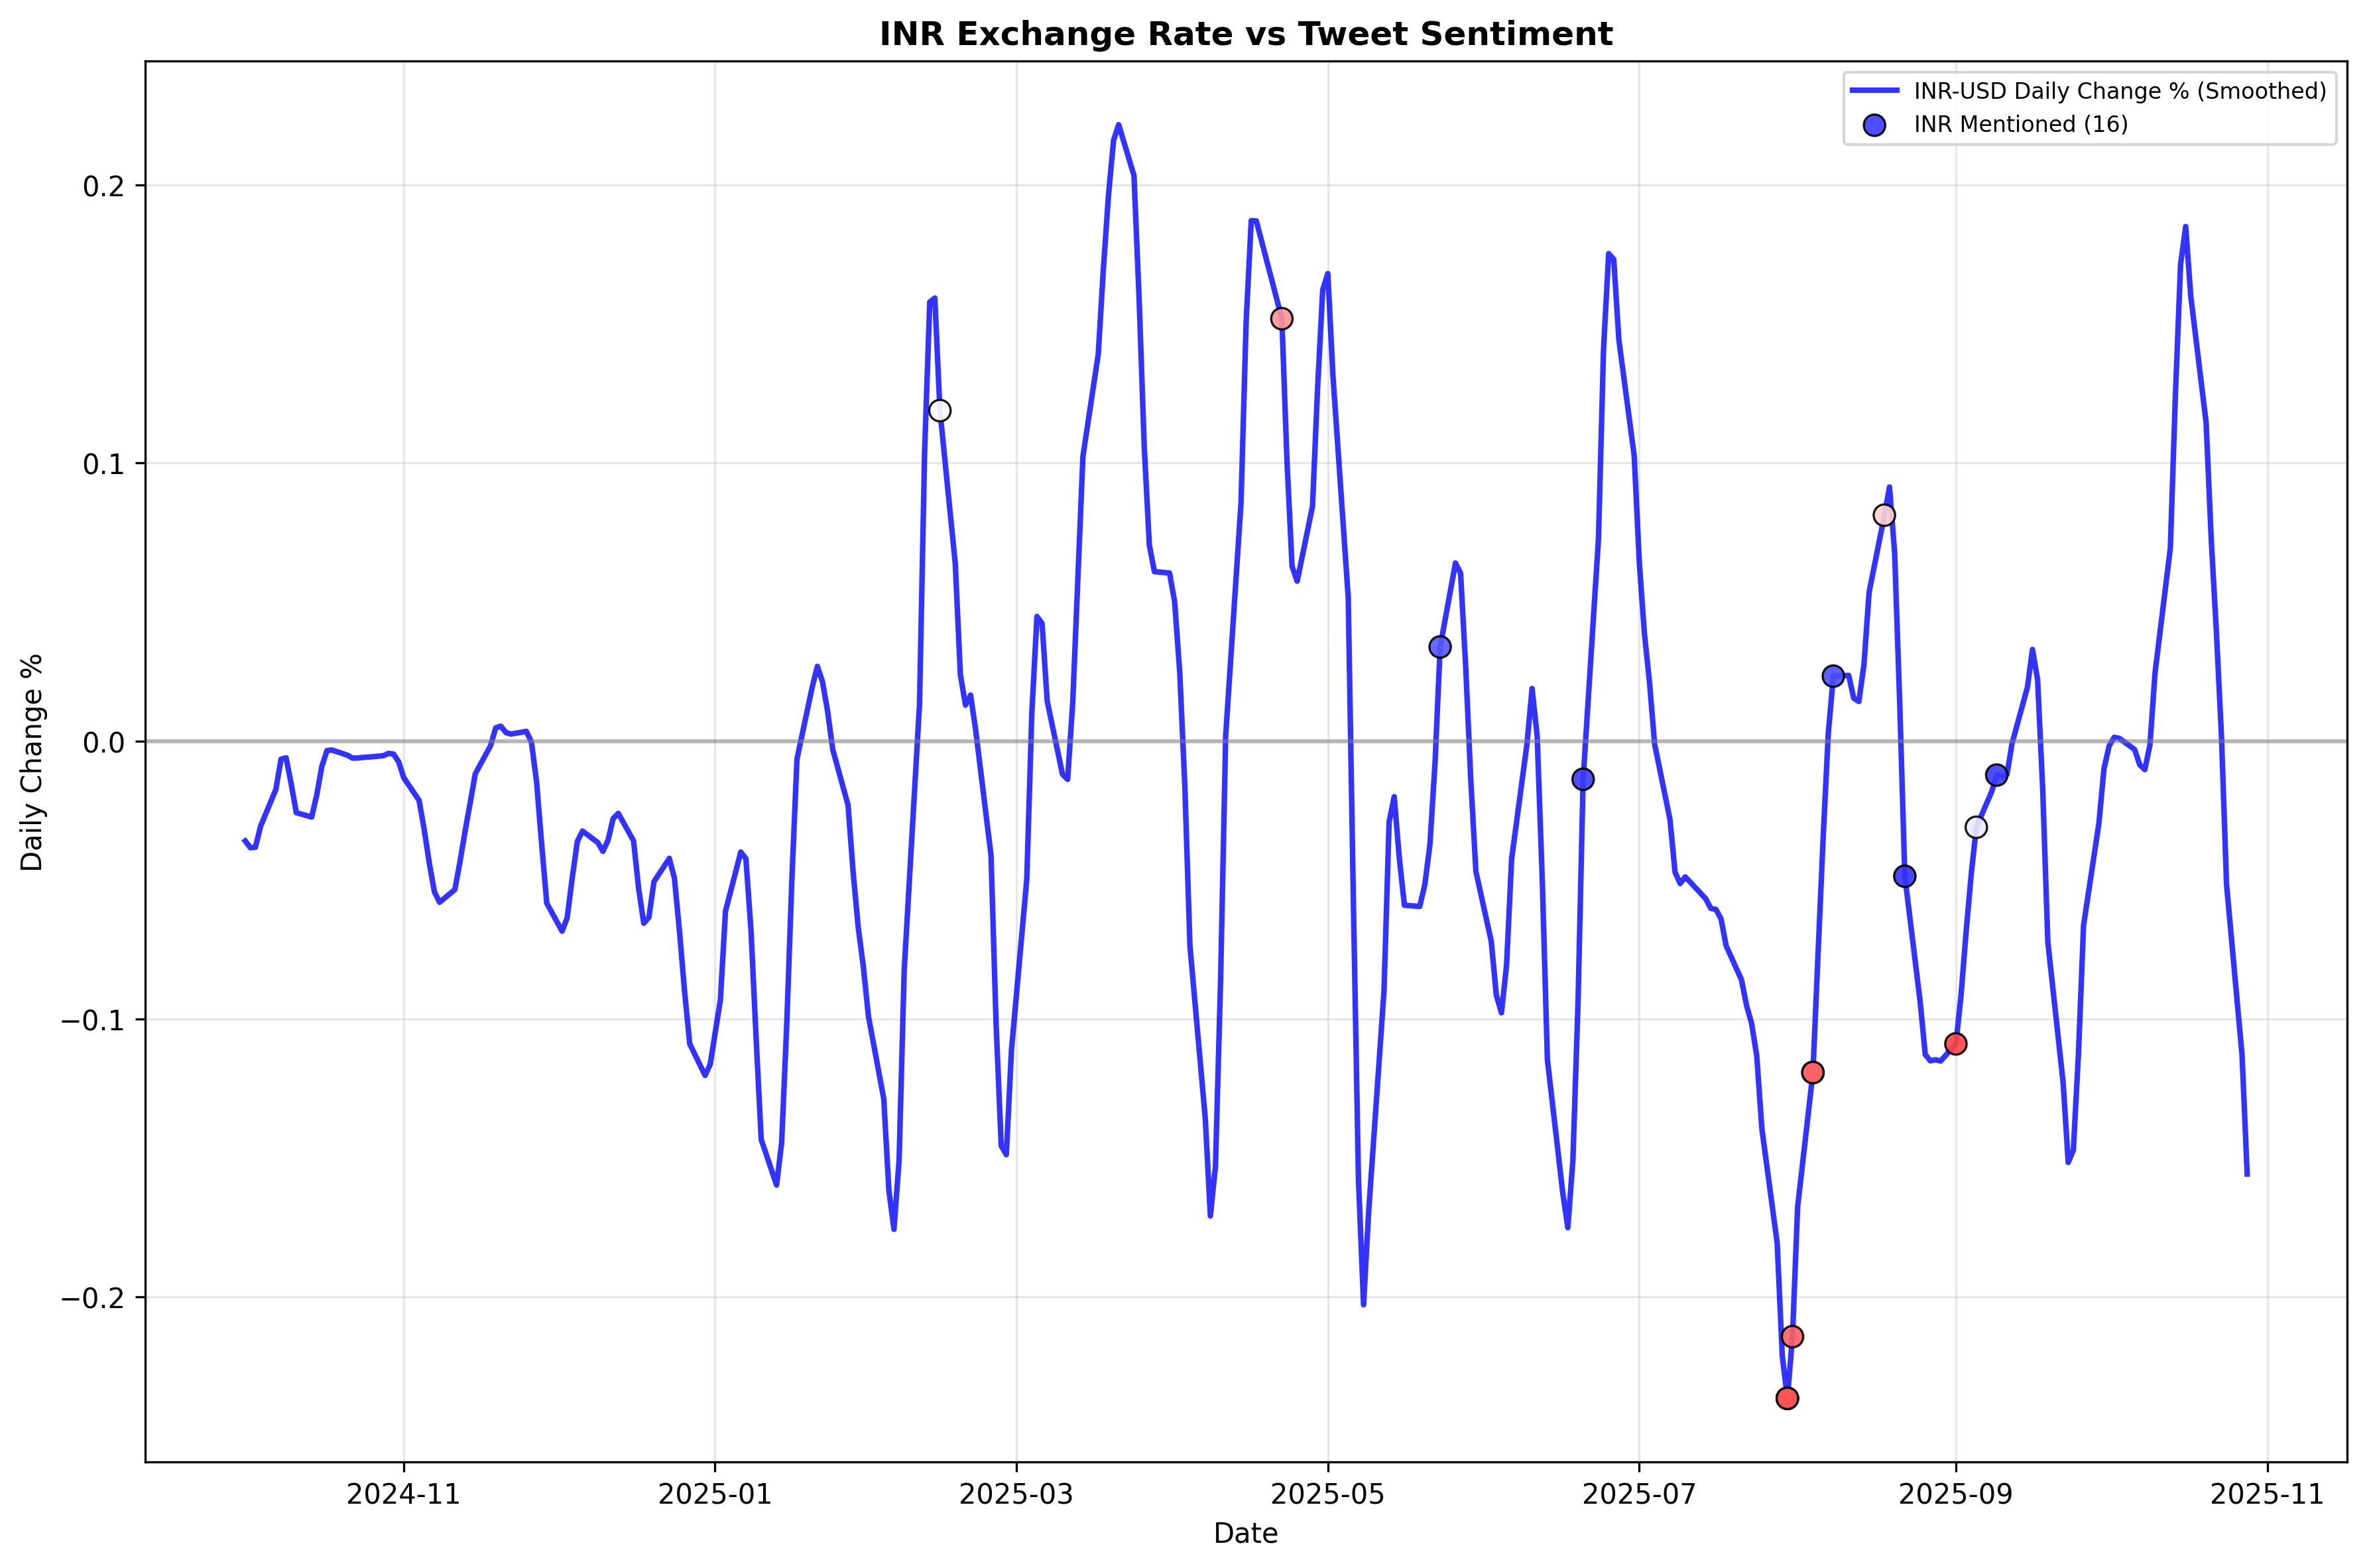 INR Exchange Rate vs Tweet Sentiment
INR-USD Daily Change % (Smoothed)
INR Mentioned (16)
Daily Change %
0.2
0.1
0.0
−0.1
−0.2
2024-11
2025-01
2025-03
2025-05
2025-07
2025-09
2025-11
Date